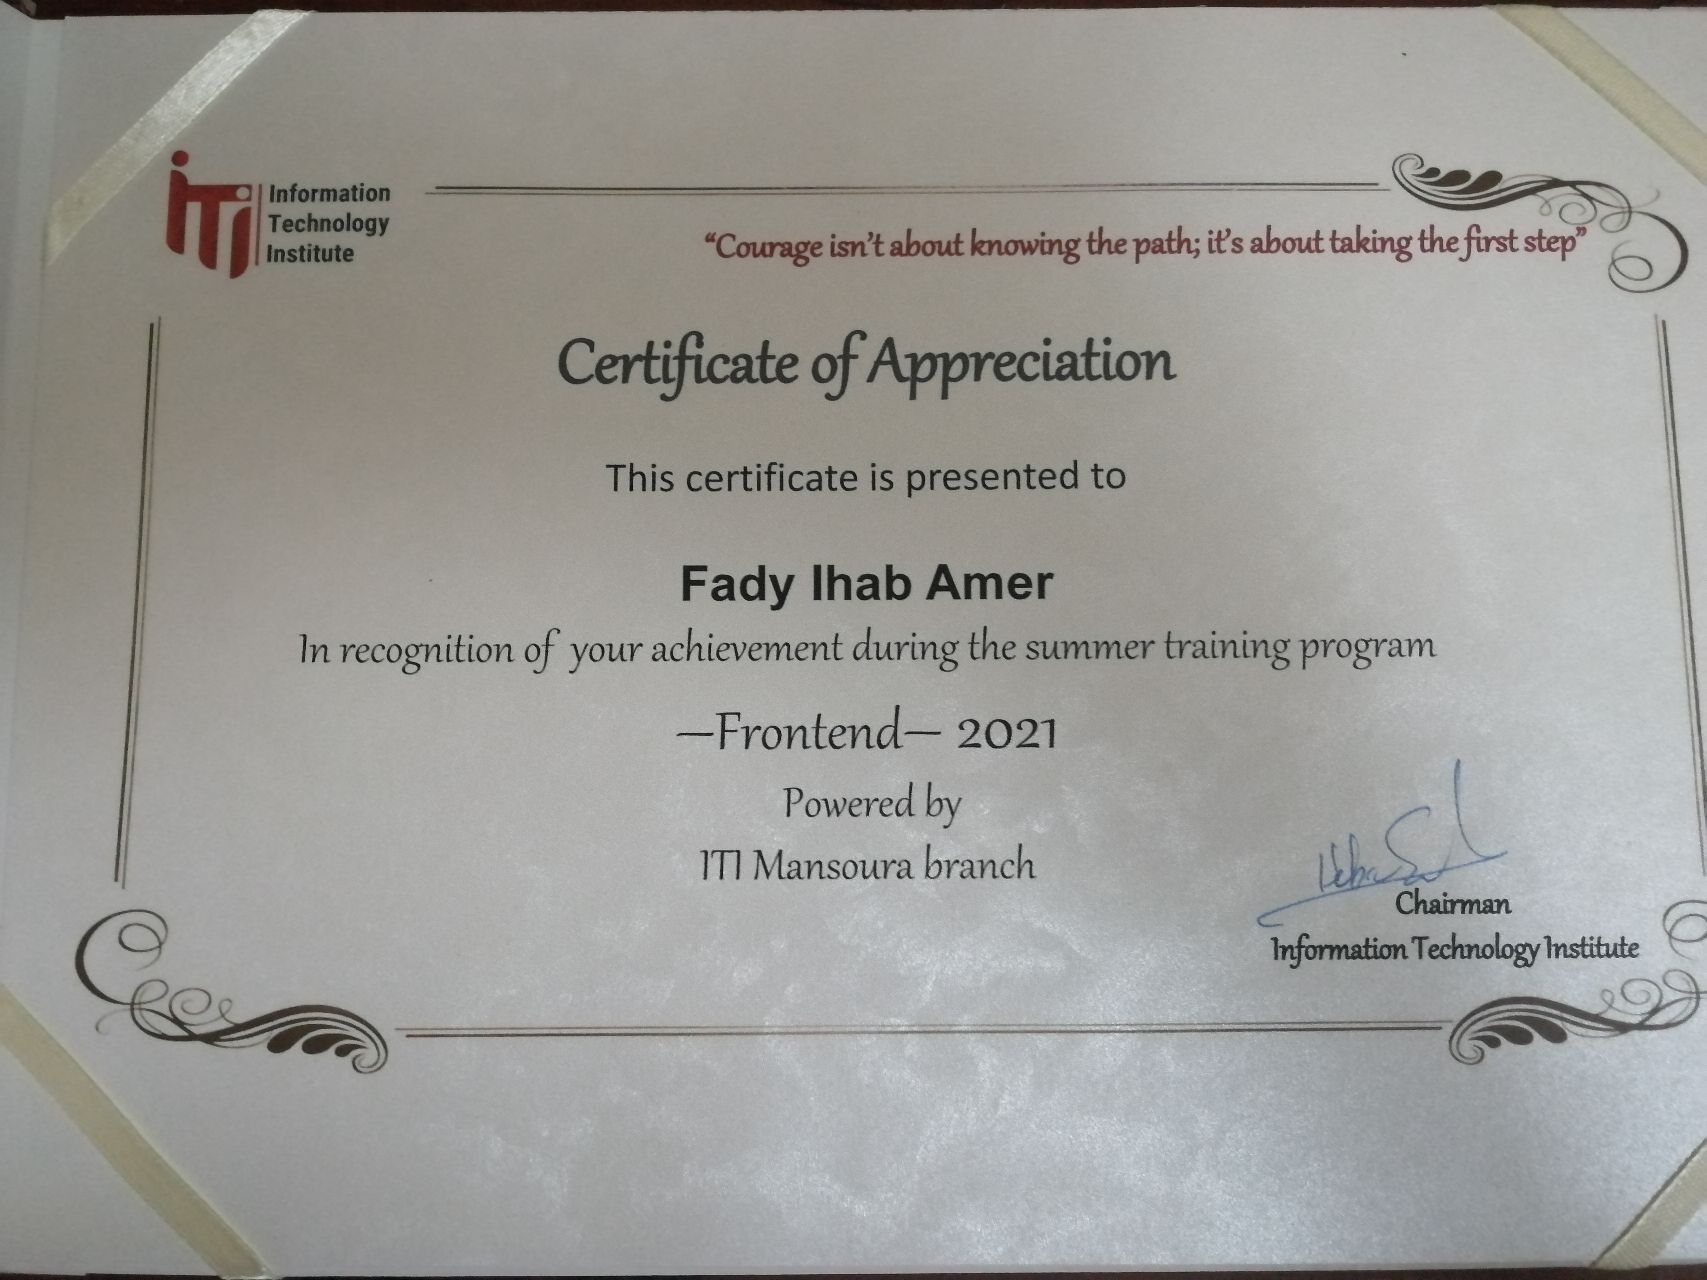 iTi
Information
Technology
Institute
“Courage isn't about knowing the path; it's about taking the first step”
Certificate of Appreciation
This certificate is presented to
Fady Ihab Amer
In recognition of your achievement during the summer training program
—Frontend— 2021
Powered by
ITI Mansoura branch
Chairman
Information Technology Institute